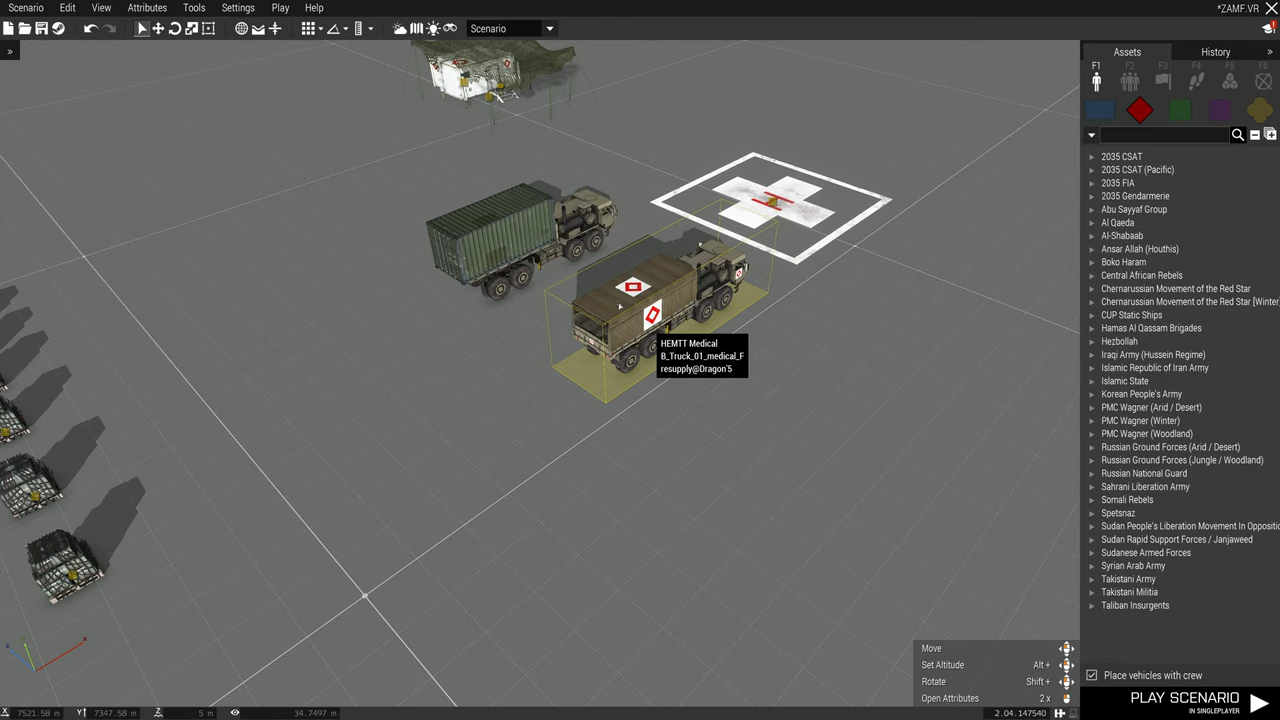 Scenario Edit View Attributes Tools Settings Play Help *ZAMF.VR
Scenario
Assets History
F1 F2 F3 F4 F5 F6
2035 CSAT
2035 CSAT (Pacific)
2035 FIA
2035 Gendarmerie
Abu Sayyaf Group
Al Qaeda
Al-Shabaab
Ansar Allah (Houthis)
Boko Haram
Central African Rebels
Chernarussian Movement of the Red Star
Chernarussian Movement of the Red Star [Winter
CUP Static Ships
Hamas Al Qassam Brigades
Hezbollah
Iraqi Army (Hussein Regime)
Islamic Republic of Iran Army
Islamic State
Korean People's Army
PMC Wagner (Arid / Desert)
PMC Wagner (Winter)
PMC Wagner (Woodland)
Russian Ground Forces (Arid / Desert)
Russian Ground Forces (Jungle / Woodland)
Russian National Guard
Sahrani Liberation Army
Somali Rebels
Spetsnaz
Sudan People's Liberation Movement In Oppositi
Sudan Rapid Support Forces / Janjaweed
Sudanese Armed Forces
Syrian Arab Army
Takistani Army
Takistani Militia
Taliban Insurgents
HEMTT Medical
B_Truck_01_medical_F
resupply@Dragon'5
Move
Set Altitude Alt +
Rotate Shift +
Open Attributes 2 x
Place vehicles with crew
PLAY SCENARIO
IN SINGLEPLAYER
X 7521.58 m Y 7347.58 m Z 5 m 34.7497 m 2.04.147540